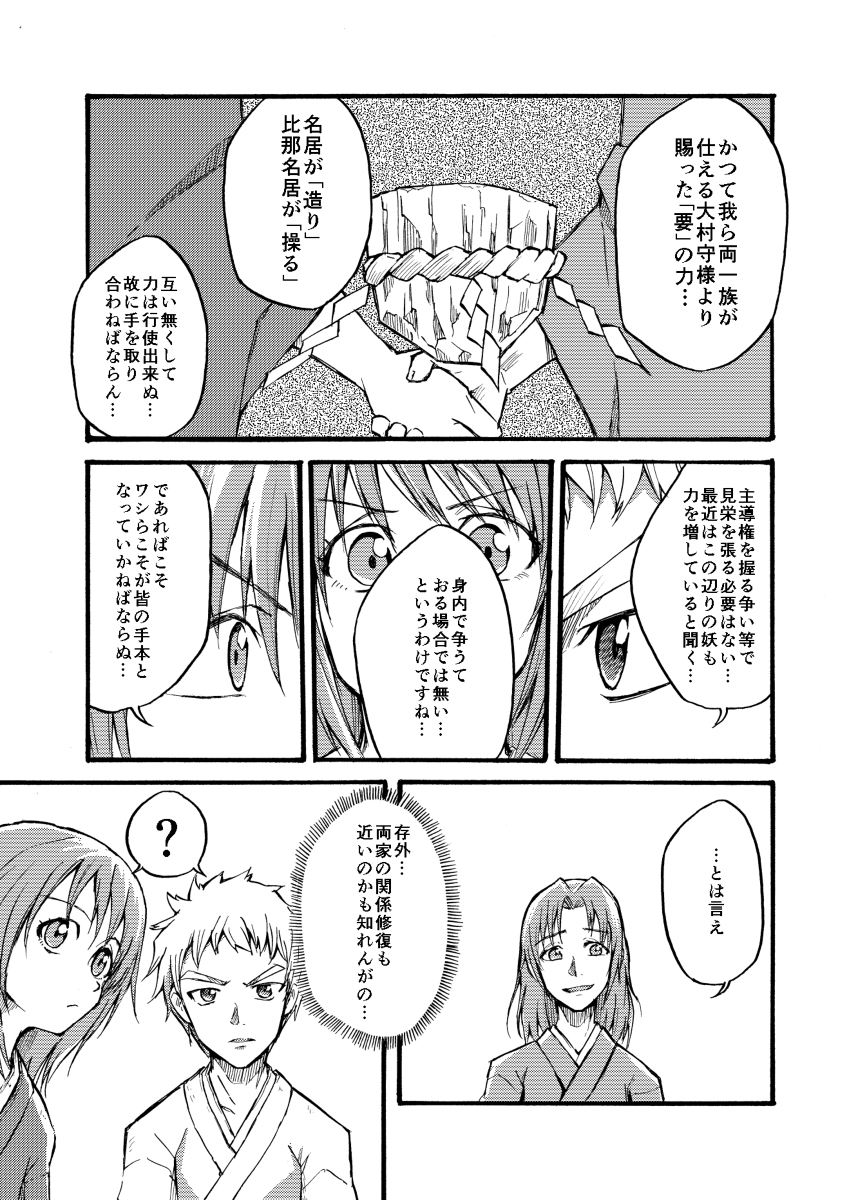 かつて我ら両一族が
仕える大村守様より
賜った「要」の力…
名居が「造り」
比那名居が「操る」
互い無くして
力は行使出来ぬ…
故に手を取り
合わねばならん…
主導権を握る争い等で
見栄を張る必要はない…
最近はこの辺りの妖も
力を増していると聞く…
身内で争うて
おる場合では無い…
というわけですね…
であればこそ
ワシらこそが皆の手本と
なっていかねばならぬ…
…とは言え
存外…
両家の関係修復も
近いのかも知れんがの…
？